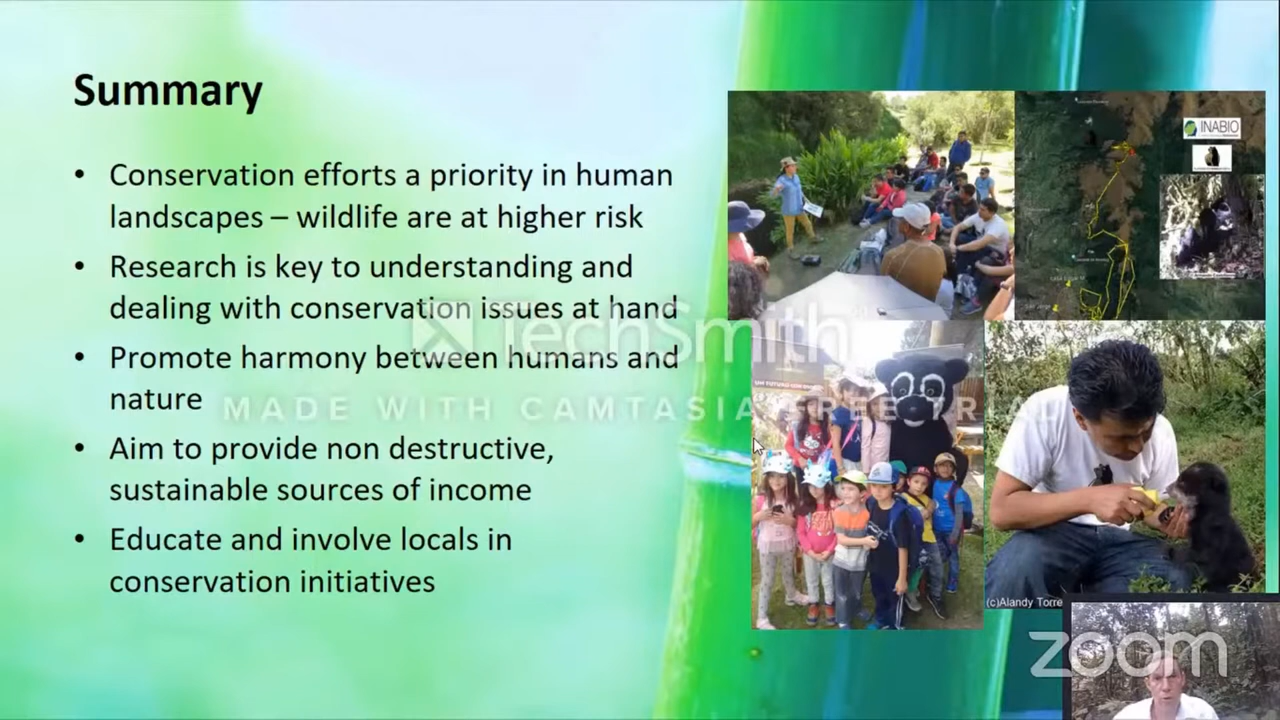 Summary
• Conservation efforts a priority in human
landscapes – wildlife are at higher risk
• Research is key to understanding and
dealing with conservation issues at hand
• Promote harmony between humans and
nature
• Aim to provide non destructive,
sustainable sources of income
• Educate and involve locals in
conservation initiatives
INABIO
TechSmith
MADE WITH CAMTASIA FREE TRIAL
(c)Alandy Torre
zoom